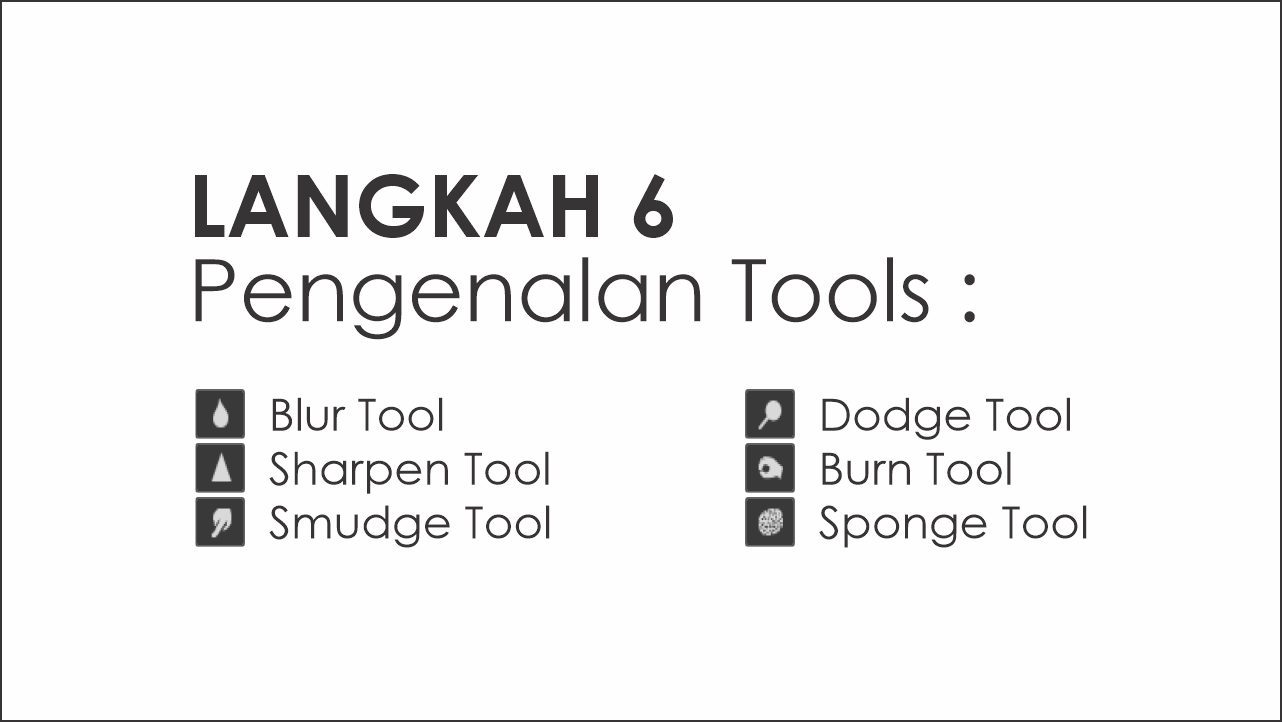 LANGKAH 6
Pengenalan Tools :
Blur Tool
Sharpen Tool
Smudge Tool
Dodge Tool
Burn Tool
Sponge Tool